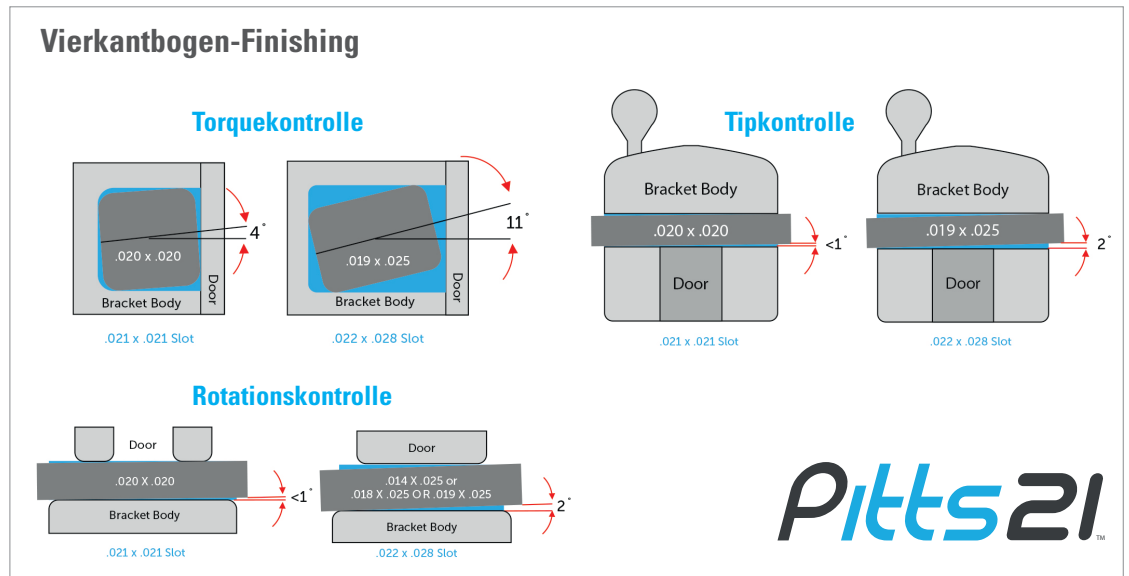 Vierkantbogen-Finishing
Torquekontrolle
.020 x .020
4°
Bracket Body
Door
.021 x .021 Slot
.019 x .025
11°
Bracket Body
Door
.022 x .028 Slot
Tipkontrolle
Bracket Body
.020 x .020
<1°
Door
.021 x .021 Slot
Bracket Body
.019 x .025
2°
Door
.022 x .028 Slot
Rotationskontrolle
Door
.020 X .020
<1°
Bracket Body
.021 x .021 Slot
Door
.014 X .025 or
.018 X .025 OR .019 X .025
2°
Bracket Body
.022 x .028 Slot
Pitts21
TM